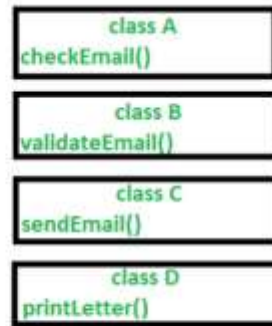 class A
checkEmail()
class B
validateEmail()
class C
sendEmail()
class D
printLetter()